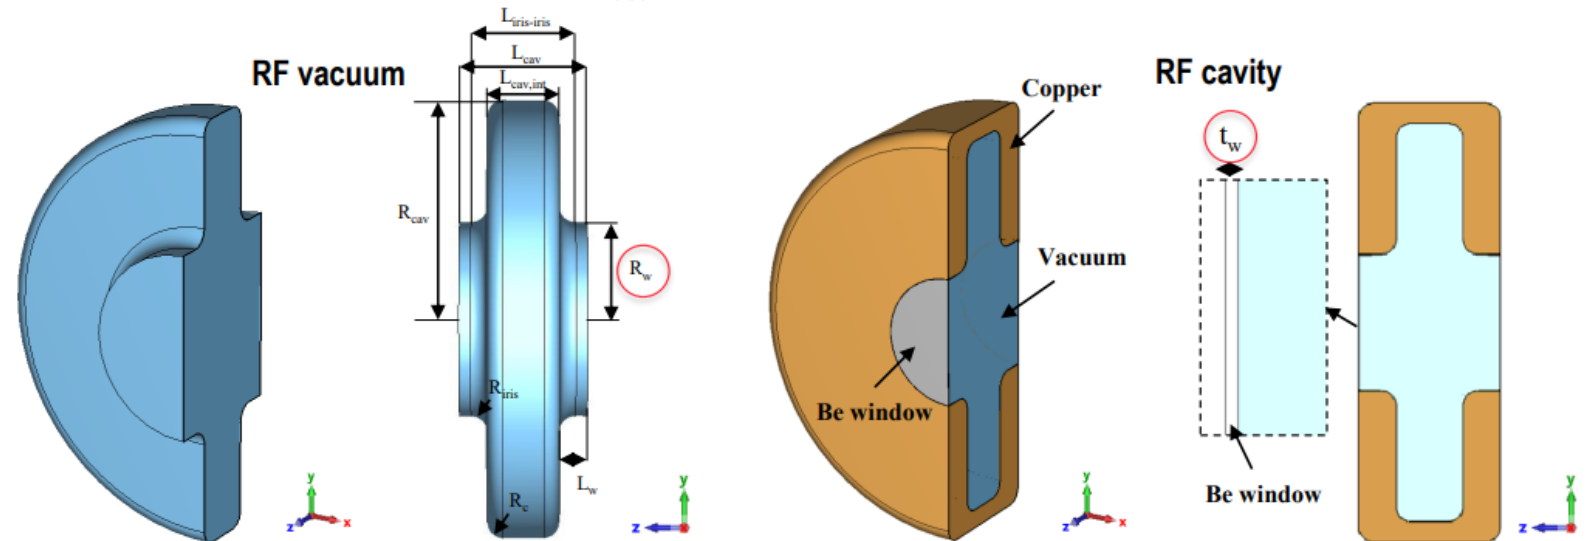 RF vacuum
L_iris-iris
L_cav
L_cav,int
R_cav
R_w
R_iris
R_c
L_w
y
z
x
z
y
RF cavity
Copper
Vacuum
Be window
t_w
Be window
y
z
x
z
y